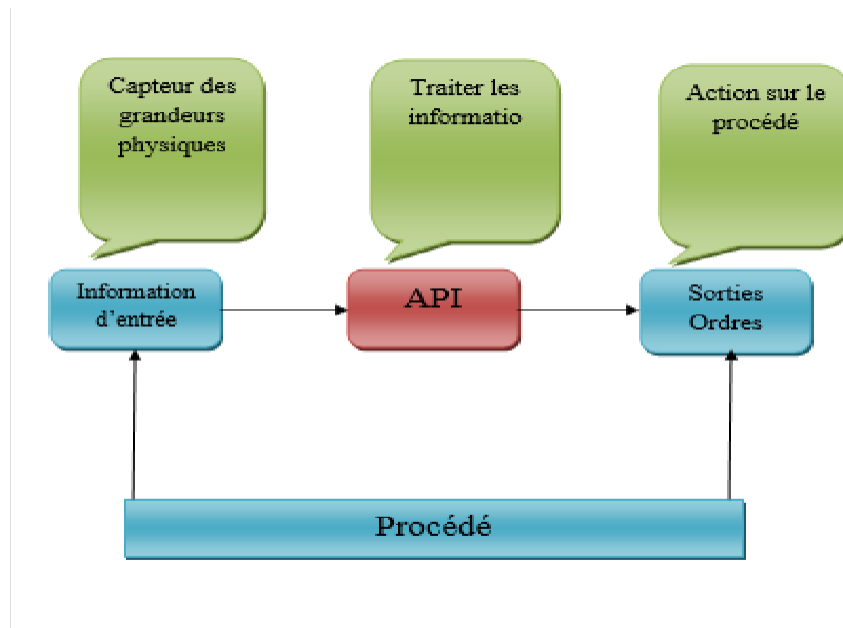 Capteur des
grandeurs
physiques
Traiter les
informatio
Action sur le
procédé
Information
d'entrée
API
Sorties
Ordres
Procédé